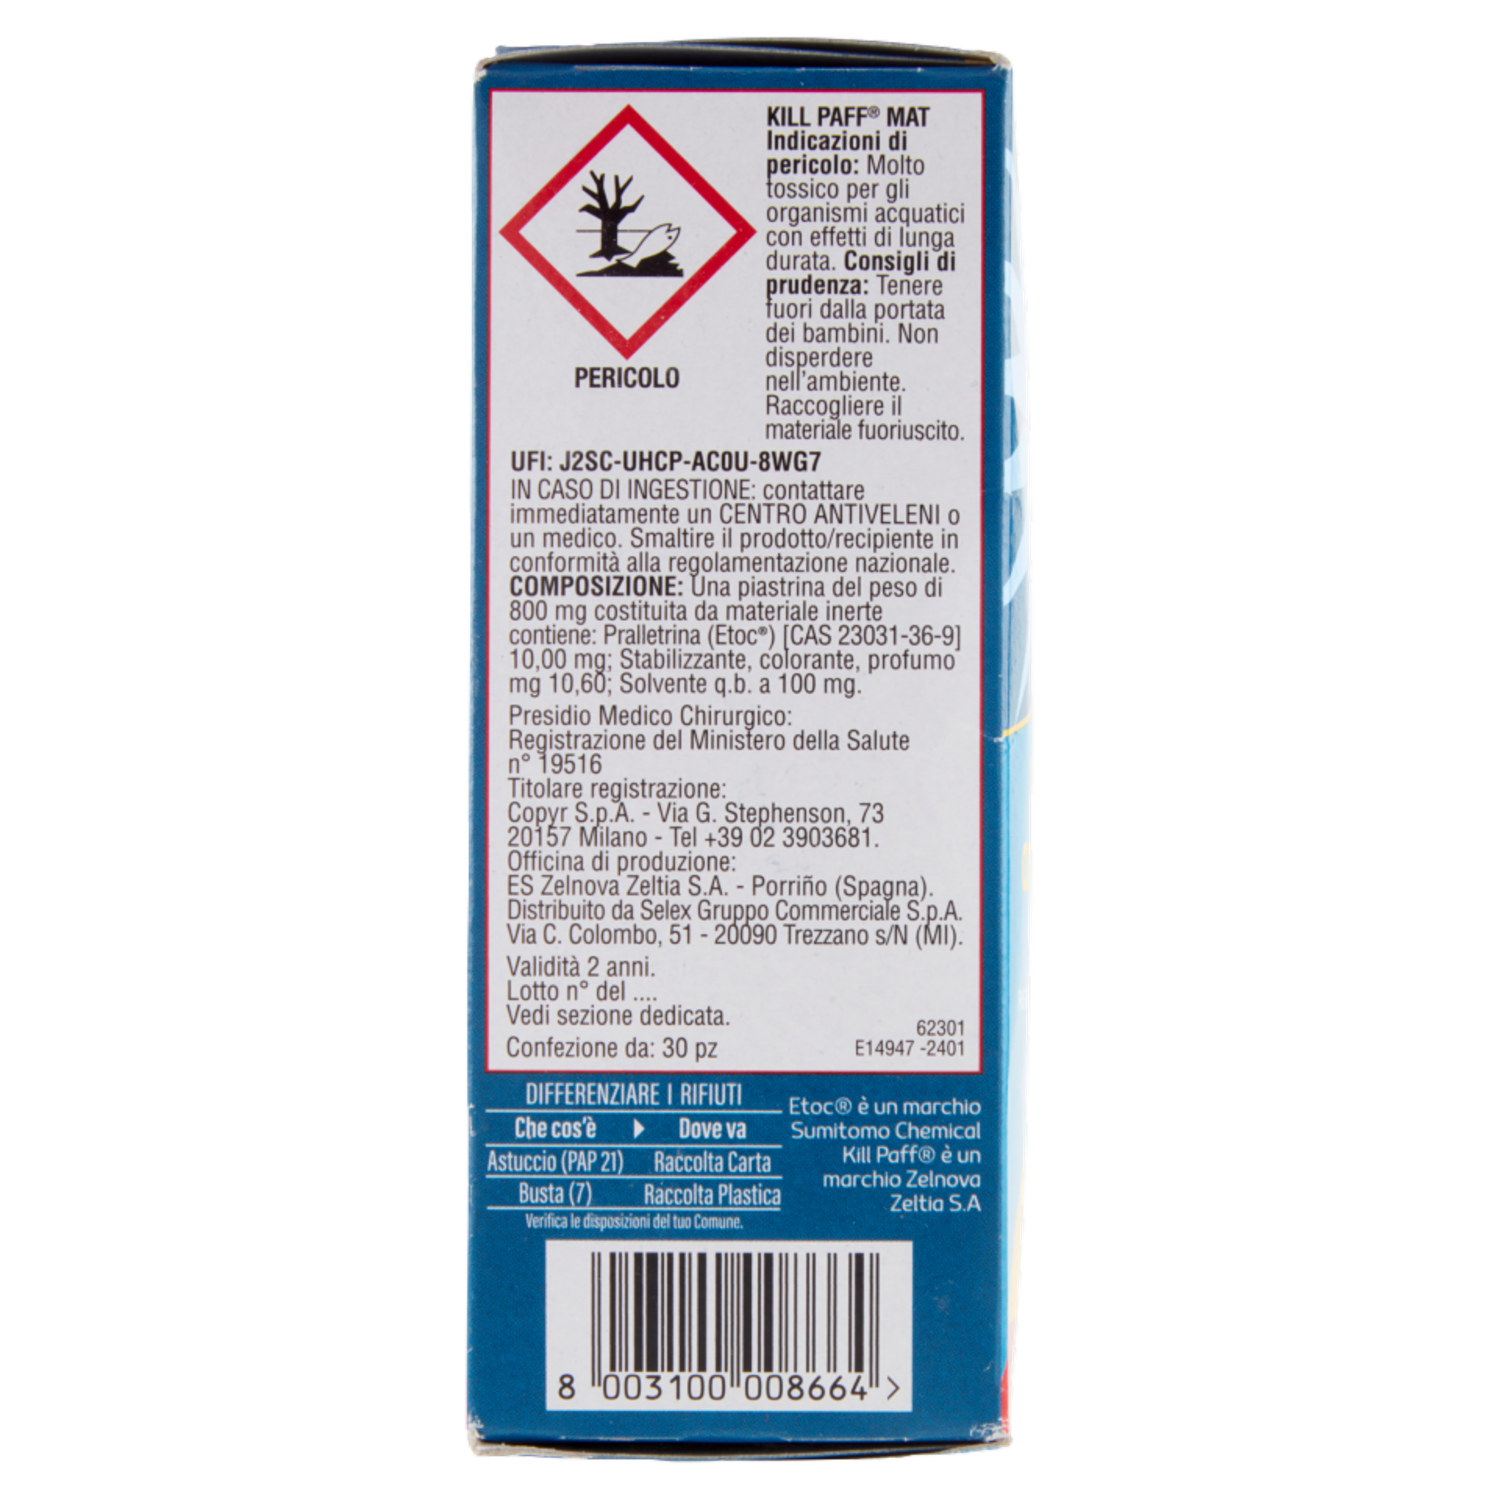 KILL PAFF® MAT
Indicazioni di
pericolo: Molto
tossico per gli
organismi acquatici
con effetti di lunga
durata. Consigli di
prudenza: Tenere
fuori dalla portata
dei bambini. Non
disperdere
nell'ambiente.
Raccogliere il
materiale fuoriuscito.
PERICOLO
UFI: J2SC-UHCP-AC0U-8WG7
IN CASO DI INGESTIONE: contattare
immediatamente un CENTRO ANTIVELENI o
un medico. Smaltire il prodotto/recipiente in
conformità alla regolamentazione nazionale.
COMPOSIZIONE: Una piastrina del peso di
800 mg costituita da materiale inerte
contiene: Pralletrina (Etoc®) [CAS 23031-36-9]
10,00 mg; Stabilizzante, colorante, profumo
mg 10,60; Solvente q.b. a 100 mg.
Presidio Medico Chirurgico:
Registrazione del Ministero della Salute
n° 19516
Titolare registrazione:
Copyr S.p.A. - Via G. Stephenson, 73
20157 Milano - Tel +39 02 3903681.
Officina di produzione:
ES Zelnova Zeltia S.A. - Porriño (Spagna).
Distribuito da Selex Gruppo Commerciale S.p.A.
Via C. Colombo, 51 - 20090 Trezzano s/N (MI).
Validità 2 anni.
Lotto n° del ....
Vedi sezione dedicata.
Confezione da: 30 pz
62301
E14947 -2401
DIFFERENZIARE I RIFIUTI
Che cos'è Dove va
Astuccio (PAP 21) Raccolta Carta
Busta (7) Raccolta Plastica
Verifica le disposizioni del tuo Comune.
Etoc® è un marchio
Sumitomo Chemical
Kill Paff® è un
marchio Zelnova
Zeltia S.A
8 003100 008664 >